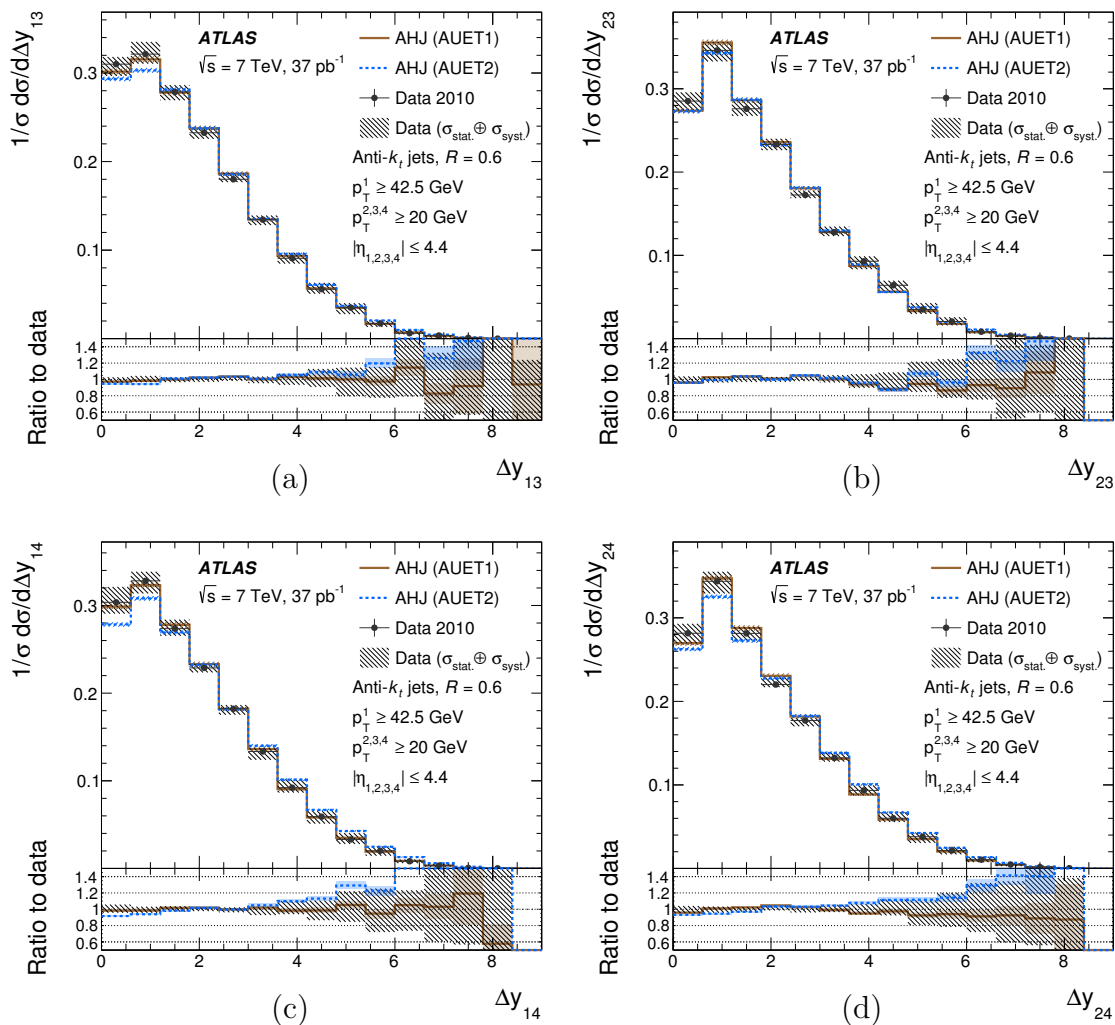 1/σ dσ/dΔy13
0.3
0.2
0.1
ATLAS
√s = 7 TeV, 37 pb-1
AHJ (AUET1)
AHJ (AUET2)
Data 2010
Data (σstat.⊕ σsyst.)
Anti-kt jets, R = 0.6
pT1 ≥ 42.5 GeV
pT2,3,4 ≥ 20 GeV
|η1,2,3,4| ≤ 4.4
Ratio to data
1.4
1.2
1
0.8
0.6
0 2 4 6 8
Δy13
(a)
1/σ dσ/dΔy23
0.3
0.2
0.1
ATLAS
√s = 7 TeV, 37 pb-1
AHJ (AUET1)
AHJ (AUET2)
Data 2010
Data (σstat.⊕ σsyst.)
Anti-kt jets, R = 0.6
pT1 ≥ 42.5 GeV
pT2,3,4 ≥ 20 GeV
|η1,2,3,4| ≤ 4.4
Ratio to data
1.4
1.2
1
0.8
0.6
0 2 4 6 8
Δy23
(b)
1/σ dσ/dΔy14
0.3
0.2
0.1
ATLAS
√s = 7 TeV, 37 pb-1
AHJ (AUET1)
AHJ (AUET2)
Data 2010
Data (σstat.⊕ σsyst.)
Anti-kt jets, R = 0.6
pT1 ≥ 42.5 GeV
pT2,3,4 ≥ 20 GeV
|η1,2,3,4| ≤ 4.4
Ratio to data
1.4
1.2
1
0.8
0.6
0 2 4 6 8
Δy14
(c)
1/σ dσ/dΔy24
0.3
0.2
0.1
ATLAS
√s = 7 TeV, 37 pb-1
AHJ (AUET1)
AHJ (AUET2)
Data 2010
Data (σstat.⊕ σsyst.)
Anti-kt jets, R = 0.6
pT1 ≥ 42.5 GeV
pT2,3,4 ≥ 20 GeV
|η1,2,3,4| ≤ 4.4
Ratio to data
1.4
1.2
1
0.8
0.6
0 2 4 6 8
Δy24
(d)